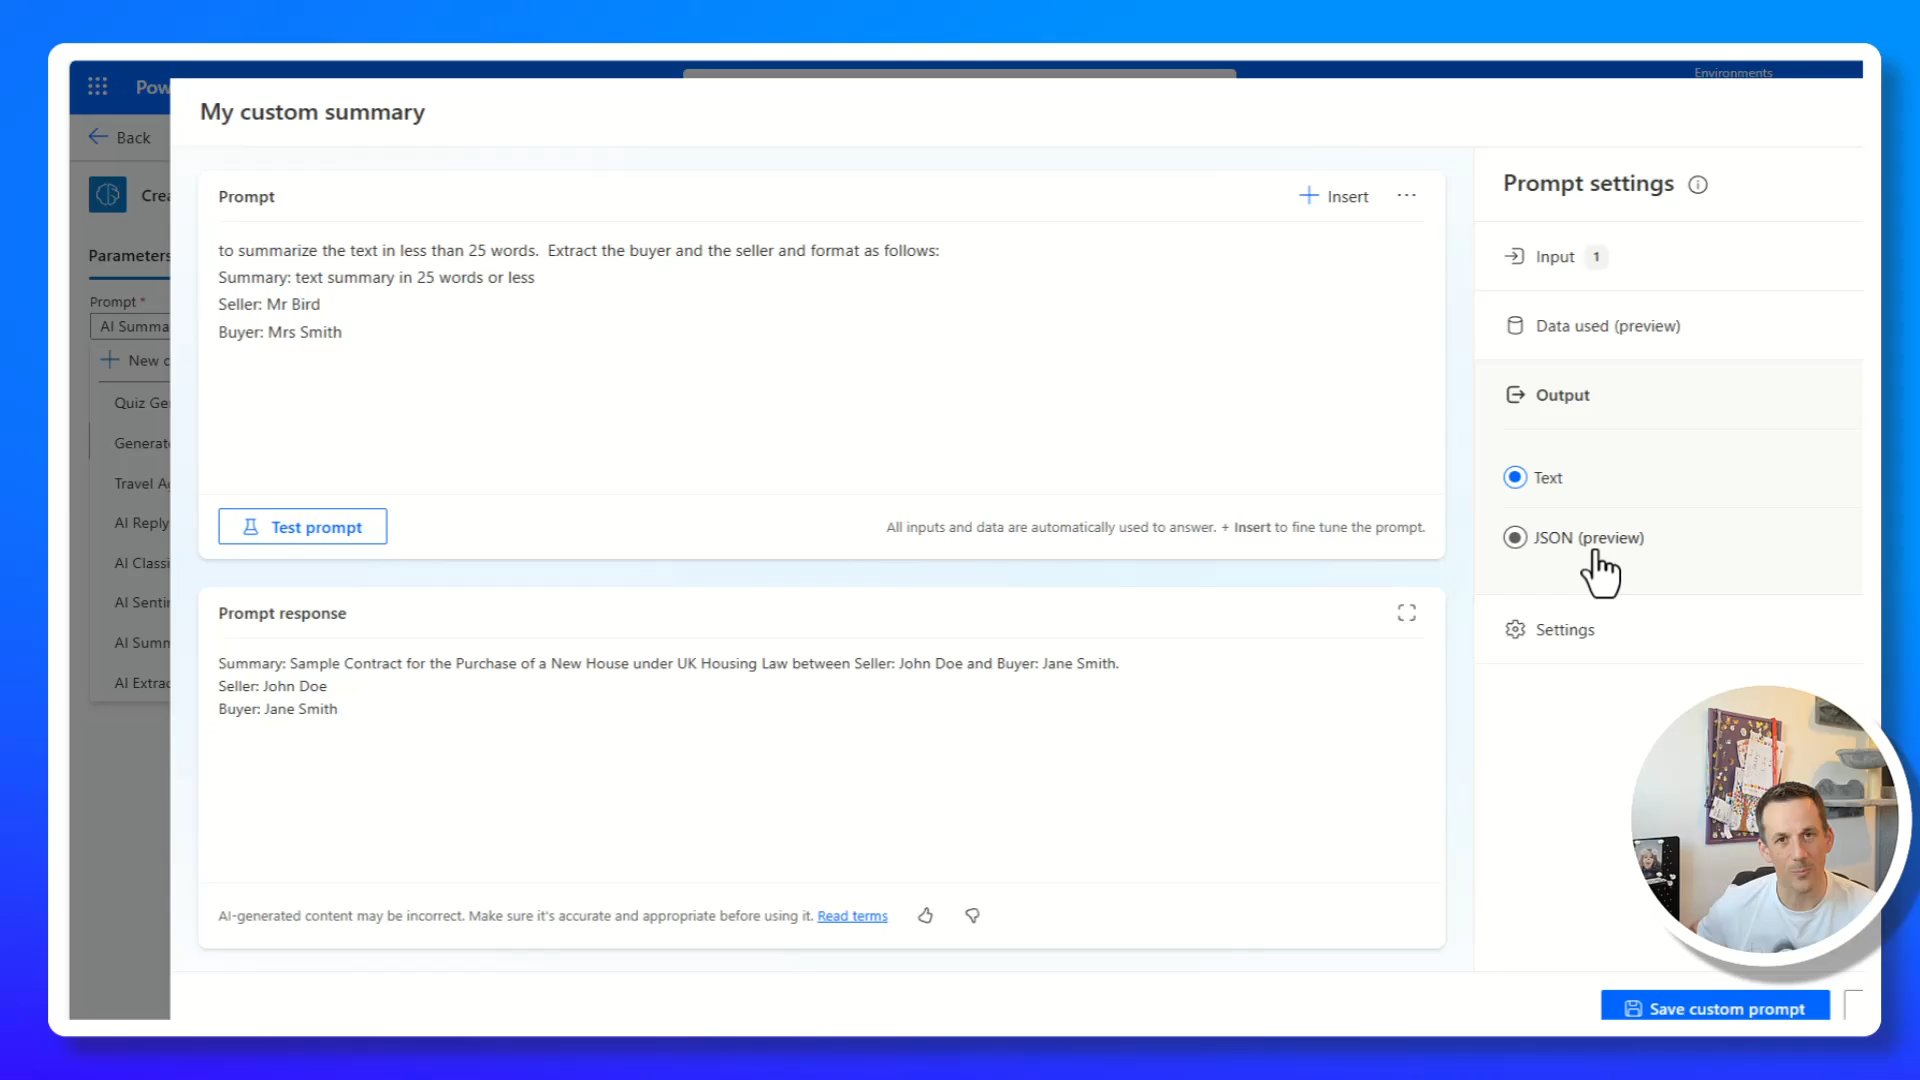 Pow
Environments
Back
My custom summary
Crea
Parameters
Prompt *
AI Summa
New c
Quiz Ge
Generat
Travel A
AI Reply
AI Classi
AI Senti
AI Summ
AI Extrac
Prompt
Insert
to summarize the text in less than 25 words.  Extract the buyer and the seller and format as follows:
Summary: text summary in 25 words or less
Seller: Mr Bird
Buyer: Mrs Smith
Test prompt
All inputs and data are automatically used to answer. + Insert to fine tune the prompt.
Prompt response
Summary: Sample Contract for the Purchase of a New House under UK Housing Law between Seller: John Doe and Buyer: Jane Smith.
Seller: John Doe
Buyer: Jane Smith
AI-generated content may be incorrect. Make sure it's accurate and appropriate before using it. Read terms
Prompt settings
Input 1
Data used (preview)
Output
Text
JSON (preview)
Settings
Save custom prompt